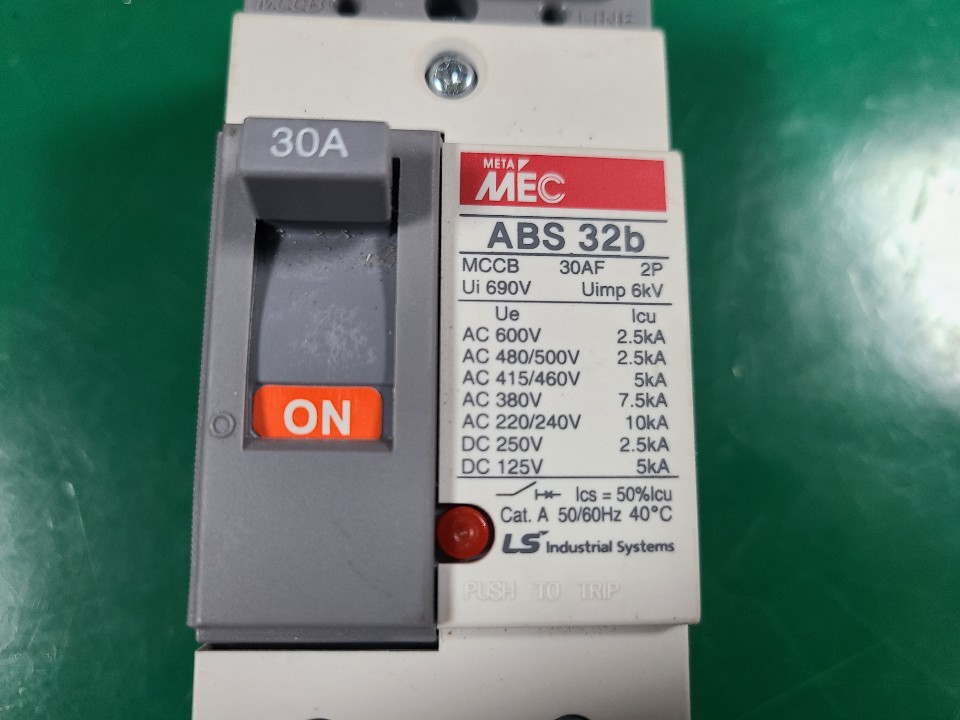 MCCB LINE
30A
META
MEC
ABS 32b
MCCB 30AF 2P
Ui 690V Uimp 6kV
Ue Icu
AC 600V 2.5kA
AC 480/500V 2.5kA
AC 415/460V 5kA
AC 380V 7.5kA
AC 220/240V 10kA
DC 250V 2.5kA
DC 125V 5kA
ON
Ics = 50%Icu
Cat. A 50/60Hz 40°C
LS Industrial Systems
PUSH TO TRIP